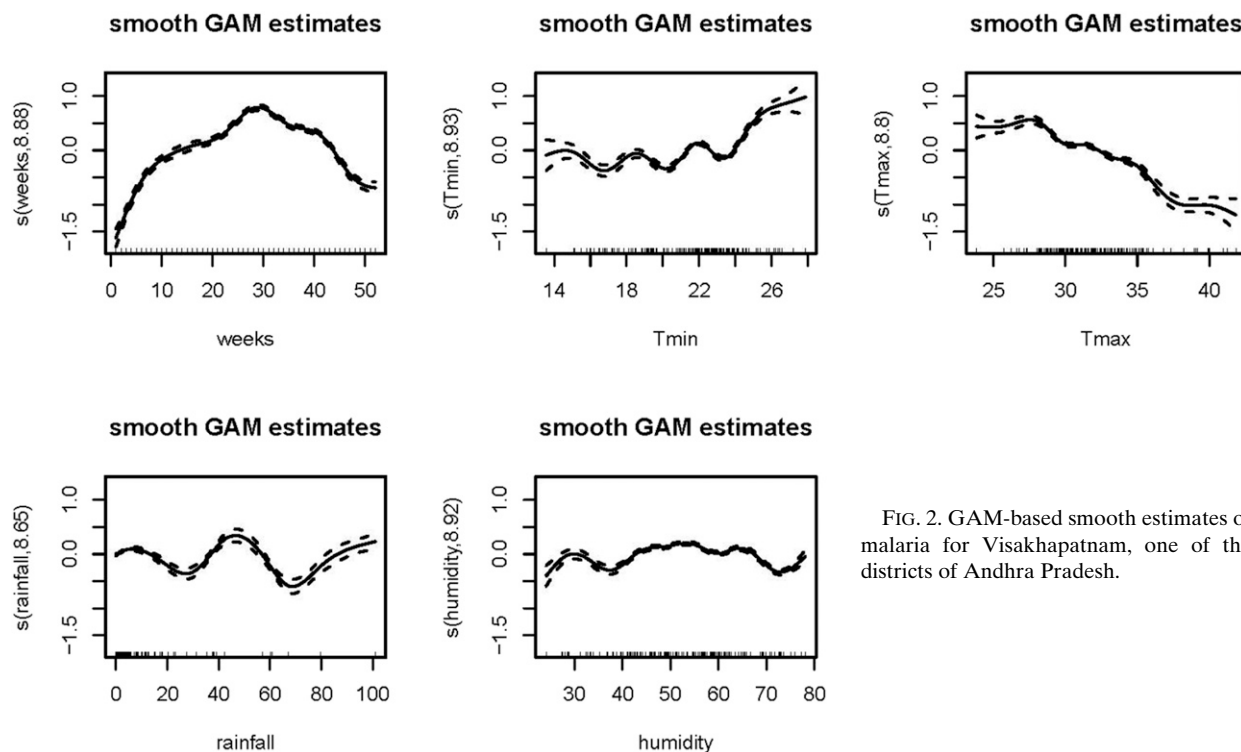 smooth GAM estimates
s(weeks,8.88)
1.0
0.0
−1.5
0 10 20 30 40 50
weeks
smooth GAM estimates
s(Tmin,8.93)
1.0
0.0
−1.5
14 18 22 26
Tmin
smooth GAM estimates
s(Tmax,8.8)
1.0
0.0
−1.5
25 30 35 40
Tmax
smooth GAM estimates
s(rainfall,8.65)
1.0
0.0
−1.5
0 20 40 60 80 100
rainfall
smooth GAM estimates
s(humidity,8.92)
1.0
0.0
−1.5
30 40 50 60 70 80
humidity
FIG. 2. GAM-based smooth estimates o
malaria for Visakhapatnam, one of th
districts of Andhra Pradesh.